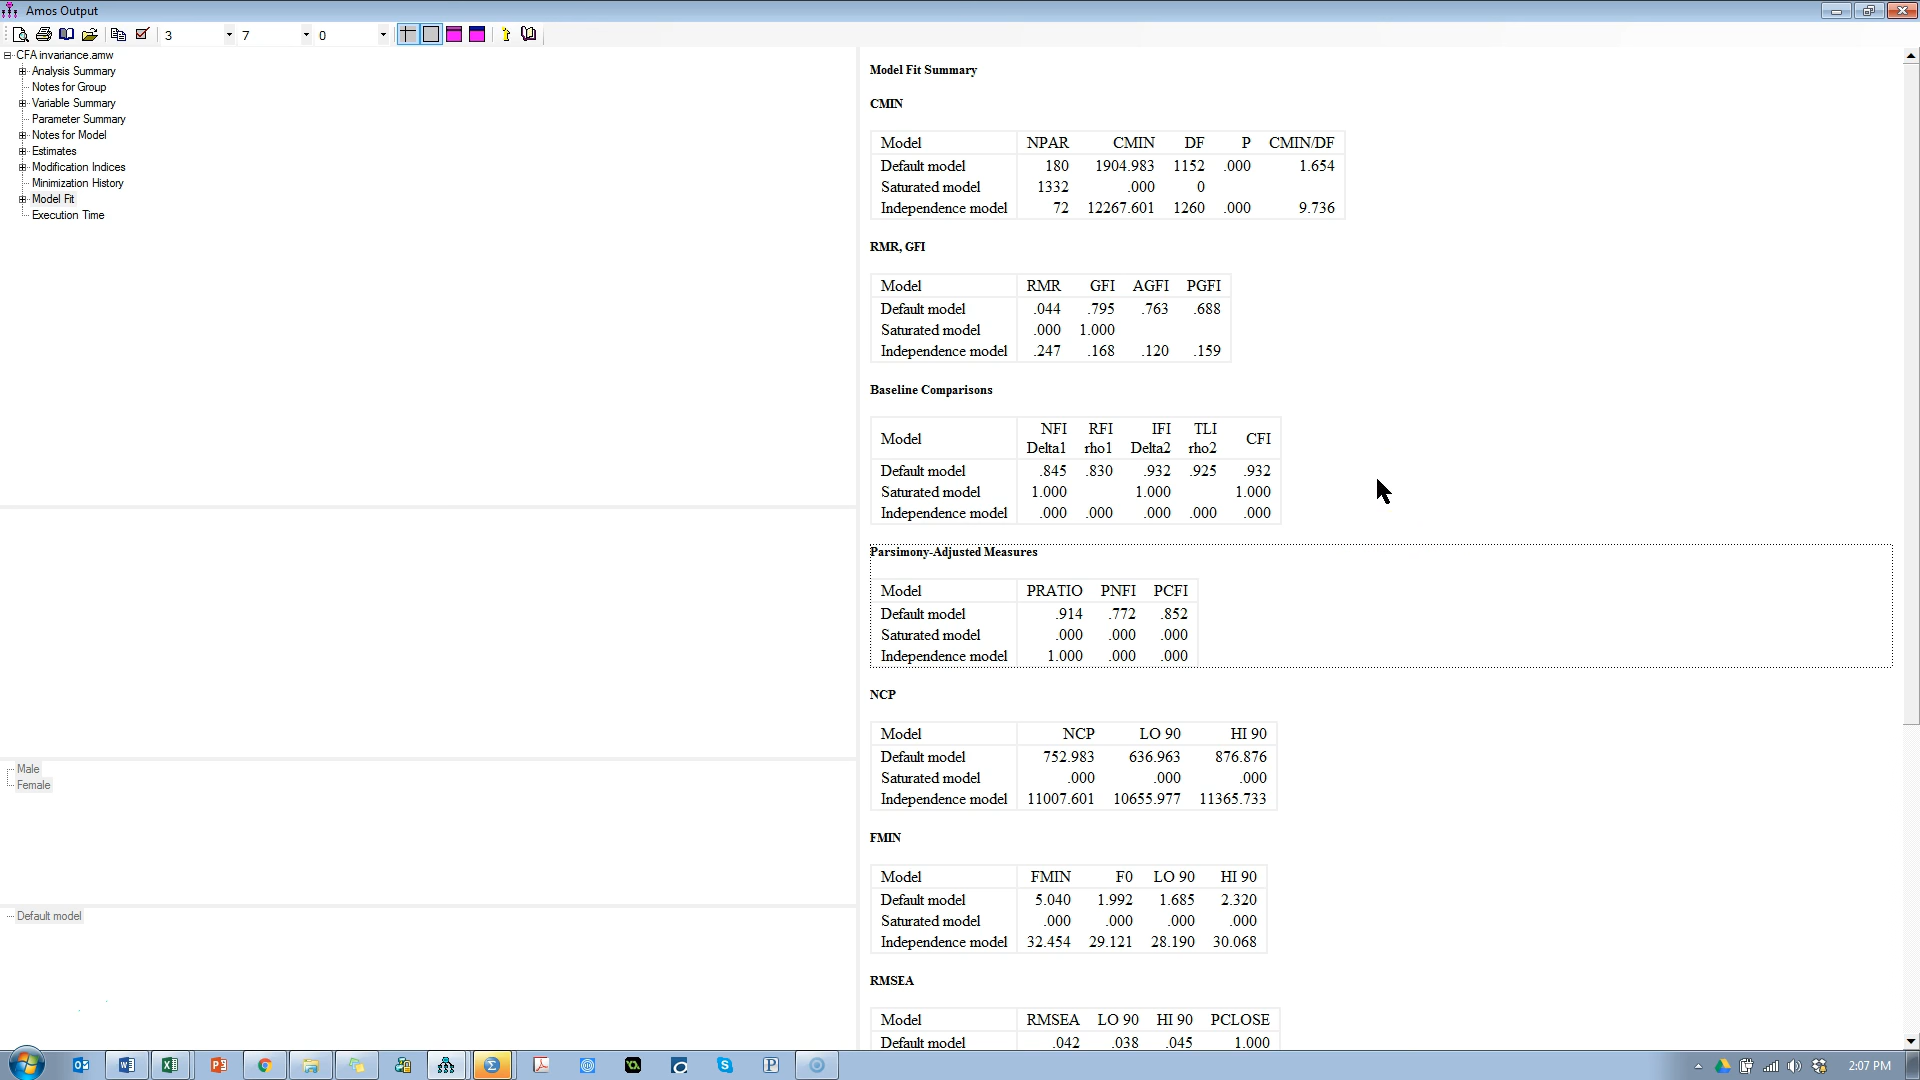 Amos Output
3 7 0
CFA invariance.amw
Analysis Summary
Notes for Group
Variable Summary
Parameter Summary
Notes for Model
Estimates
Modification Indices
Minimization History
Model Fit
Execution Time
Male
Female
Default model
Model Fit Summary
CMIN
Model NPAR CMIN DF P CMIN/DF
Default model 180 1904.983 1152 .000 1.654
Saturated model 1332 .000 0
Independence model 72 12267.601 1260 .000 9.736
RMR, GFI
Model RMR GFI AGFI PGFI
Default model .044 .795 .763 .688
Saturated model .000 1.000
Independence model .247 .168 .120 .159
Baseline Comparisons
Model NFI Delta1 RFI rho1 IFI Delta2 TLI rho2 CFI
Default model .845 .830 .932 .925 .932
Saturated model 1.000 1.000 1.000
Independence model .000 .000 .000 .000 .000
Parsimony-Adjusted Measures
Model PRATIO PNFI PCFI
Default model .914 .772 .852
Saturated model .000 .000 .000
Independence model 1.000 .000 .000
NCP
Model NCP LO 90 HI 90
Default model 752.983 636.963 876.876
Saturated model .000 .000 .000
Independence model 11007.601 10655.977 11365.733
FMIN
Model FMIN F0 LO 90 HI 90
Default model 5.040 1.992 1.685 2.320
Saturated model .000 .000 .000 .000
Independence model 32.454 29.121 28.190 30.068
RMSEA
Model RMSEA LO 90 HI 90 PCLOSE
Default model .042 .038 .045 1.000
2:07 PM